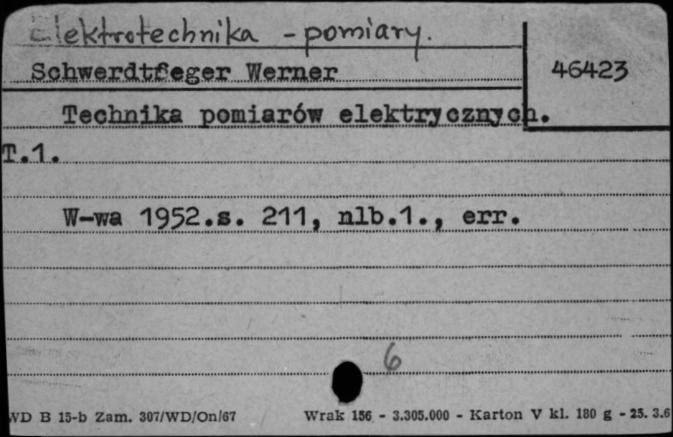 Elektrotechnika - pomiary.
Schwerdtfeger Werner
46423
Technika pomiarów elektrycznych.
T.1.
W-wa 1952.s. 211, nlb.1., err.
6
WD B 15-b Zam. 307/WD/On/67 Wrak 156 - 3.305.000 - Karton V kl. 180 g - 25. 3.6